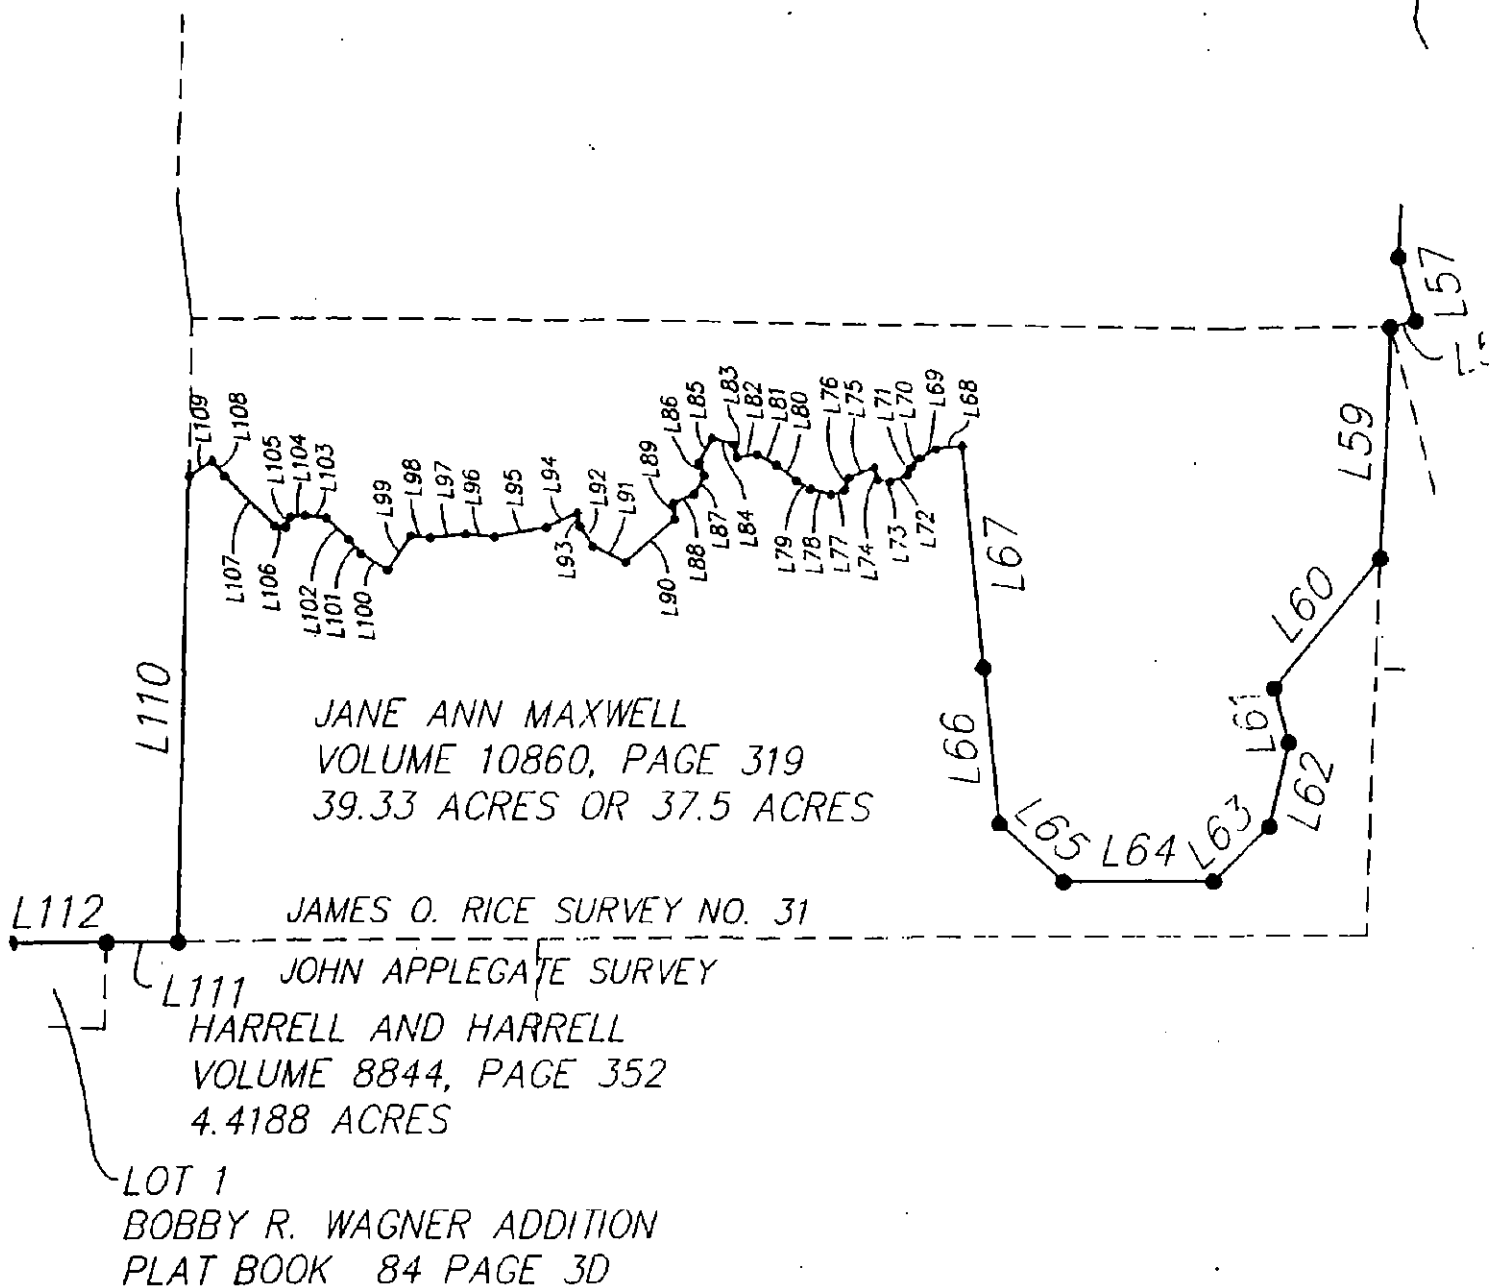 L57
L59
L109
L108
L105
L104
L103
L99
L98
L97
L96
L95
L94
L92
L91
L89
L86
L85
L83
L82
L81
L80
L76
L75
L71
L70
L69
L68
L107
L106
L102
L101
L100
L93
L90
L88
L87
L84
L79
L78
L77
L74
L73
L72
L67
L60
L110
L61
L66
L62
L65
L64
L63
JANE ANN MAXWELL
VOLUME 10860, PAGE 319
39.33 ACRES OR 37.5 ACRES
L112
JAMES O. RICE SURVEY NO. 31
JOHN APPLEGATE SURVEY
L111
HARRELL AND HARRELL
VOLUME 8844, PAGE 352
4.4188 ACRES
LOT 1
BOBBY R. WAGNER ADDITION
PLAT BOOK 84 PAGE 3D